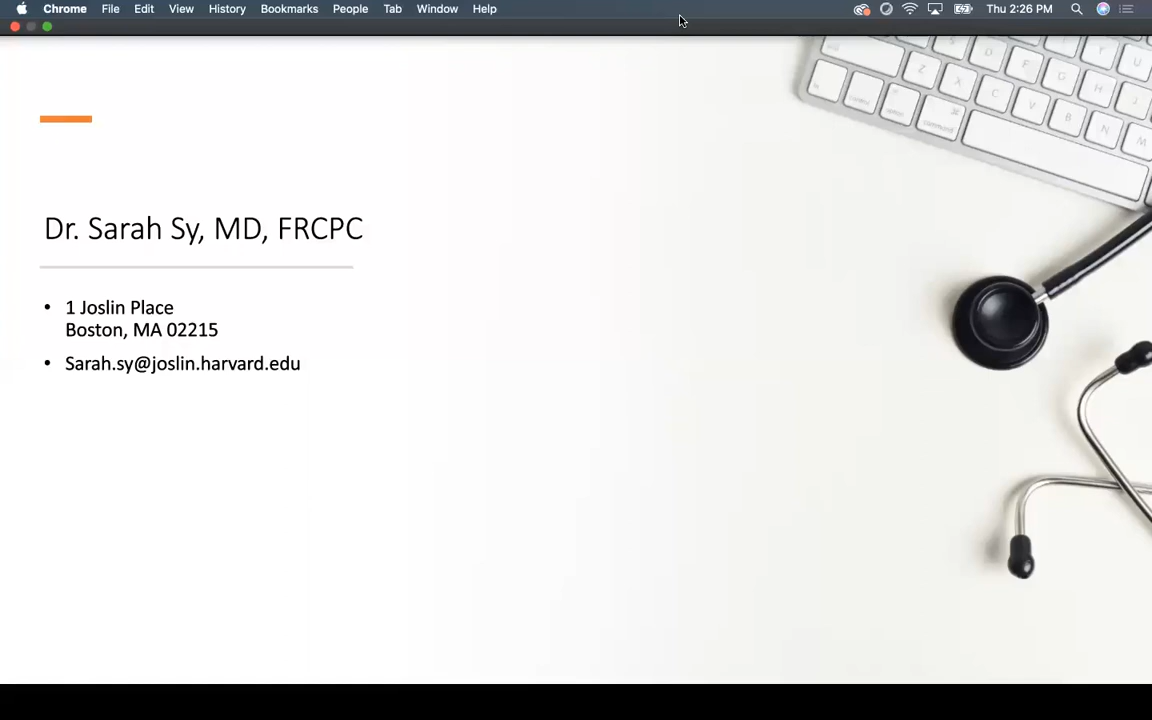 Chrome File Edit View History Bookmarks People Tab Window Help Thu 2:26 PM
Dr. Sarah Sy, MD, FRCPC
• 1 Joslin Place
Boston, MA 02215
• Sarah.sy@joslin.harvard.edu
D
F
Y
U
Z
X
C
V
G
H
B
N
J
M
command